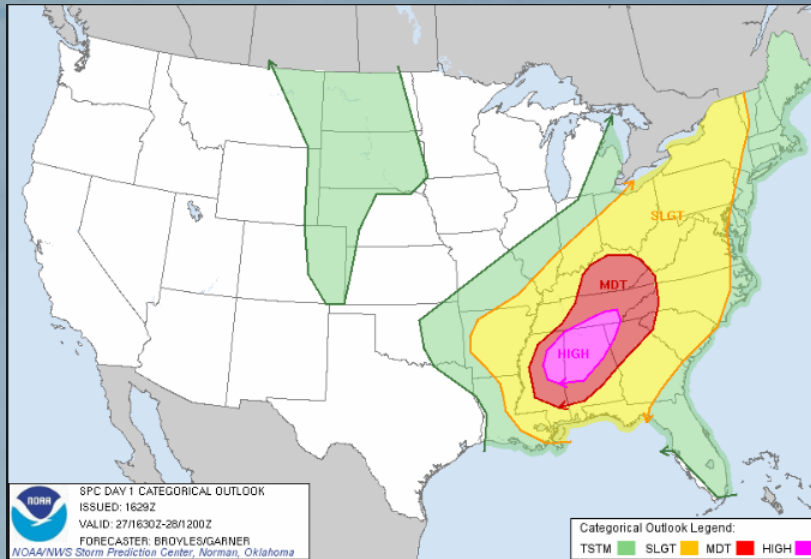 SLGT
MDT
HIGH
NOAA
SPC DAY 1 CATEGORICAL OUTLOOK
ISSUED: 1629Z
VALID: 27/1630Z-28/1200Z
FORECASTER: BROYLES/GARNER
NOAA/NWS Storm Prediction Center, Norman, Oklahoma
Categorical Outlook Legend:
TSTM SLGT MDT HIGH